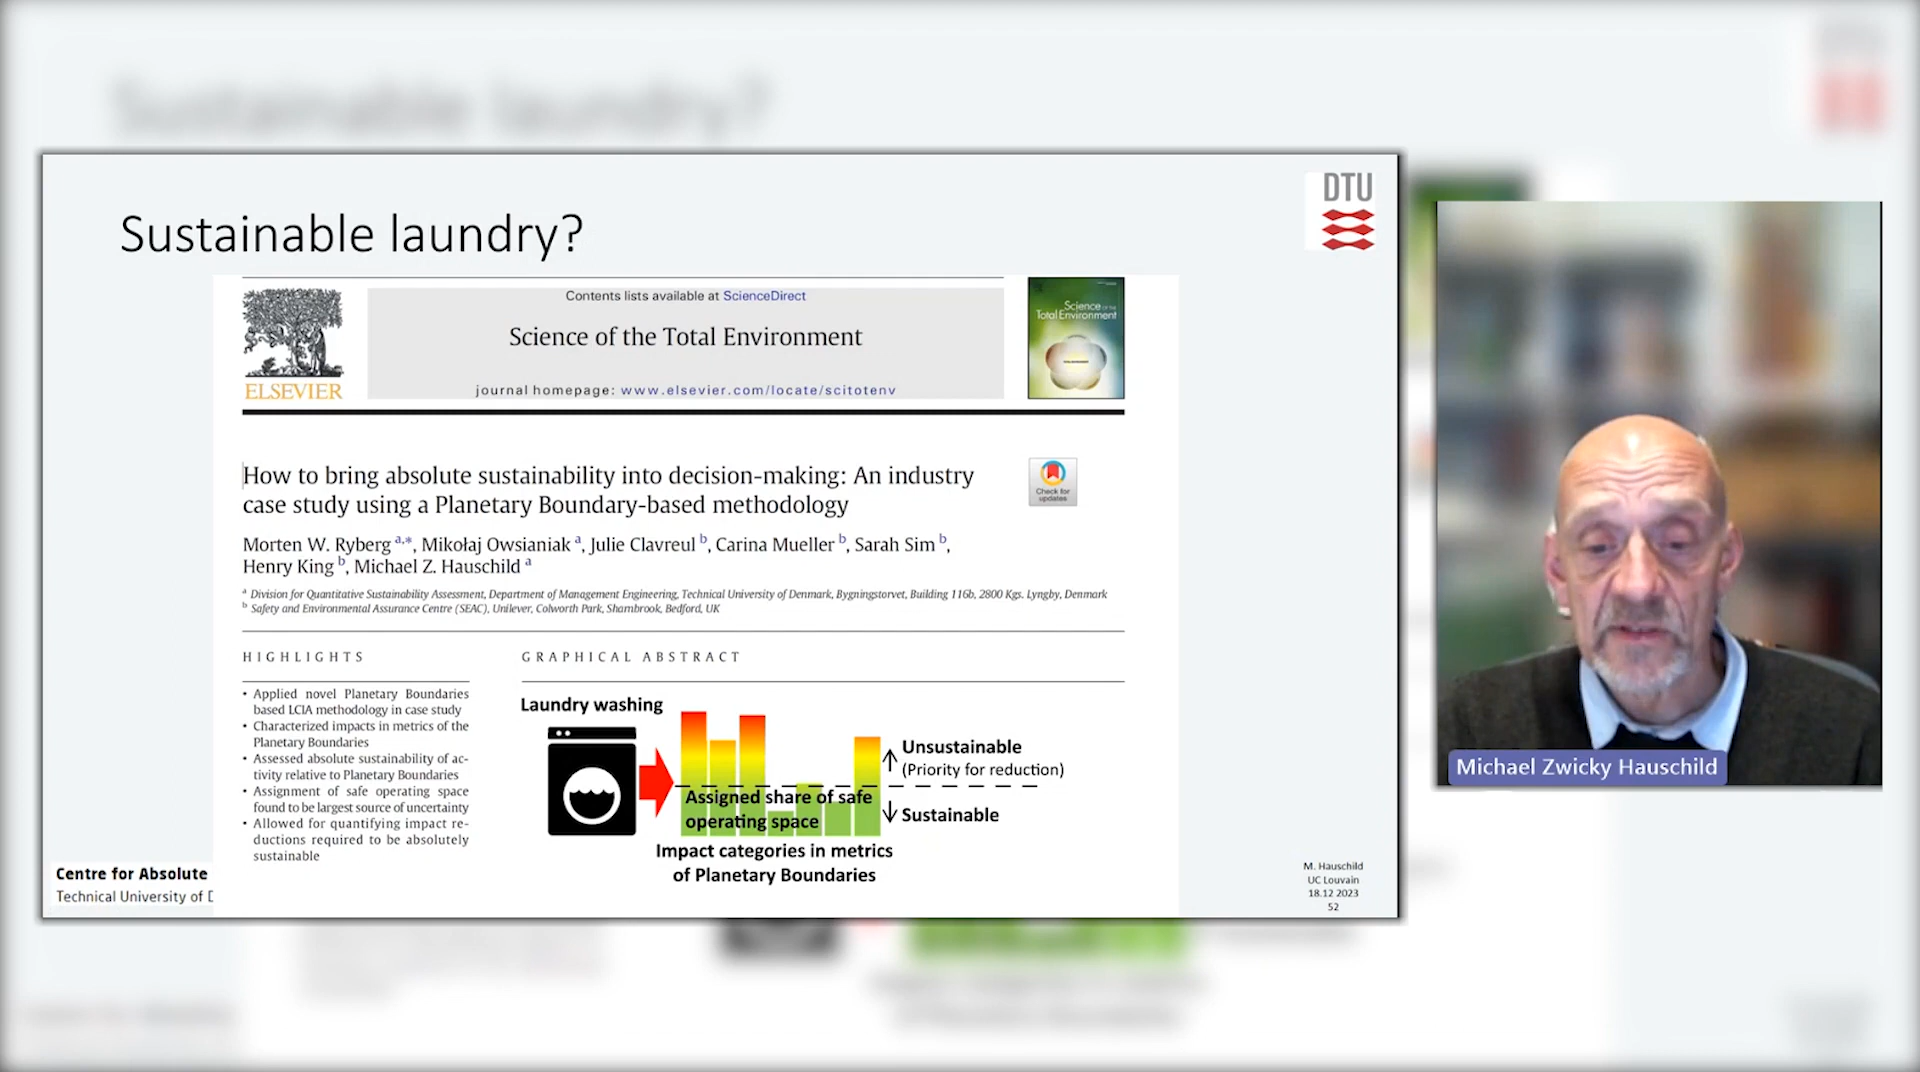 Sustainable laundry?
DTU
Contents lists available at ScienceDirect
Science of the Total Environment
journal homepage: www.elsevier.com/locate/scitotenv
ELSEVIER
Science OF THE
Total Environment
How to bring absolute sustainability into decision-making: An industry
case study using a Planetary Boundary-based methodology
Check for
updates
Morten W. Ryberg a,*, Mikołaj Owsianiak a, Julie Clavreul b, Carina Mueller b, Sarah Sim b,
Henry King b, Michael Z. Hauschild a
a Division for Quantitative Sustainability Assessment, Department of Management Engineering, Technical University of Denmark, Bygningstorvet, Building 116b, 2800 Kgs. Lyngby, Denmark
b Safety and Environmental Assurance Centre (SEAC), Unilever, Colworth Park, Sharnbrook, Bedford, UK
HIGHLIGHTS
• Applied novel Planetary Boundaries
based LCIA methodology in case study
• Characterized impacts in metrics of the
Planetary Boundaries
• Assessed absolute sustainability of ac-
tivity relative to Planetary Boundaries
• Assignment of safe operating space
found to be largest source of uncertainty
• Allowed for quantifying impact re-
ductions required to be absolutely
sustainable
GRAPHICAL ABSTRACT
Laundry washing
Unsustainable
(Priority for reduction)
Assigned share of safe
operating space
Sustainable
Impact categories in metrics
of Planetary Boundaries
Centre for Absolute
Technical University of D
M. Hauschild
UC Louvain
18.12 2023
52
Michael Zwicky Hauschild